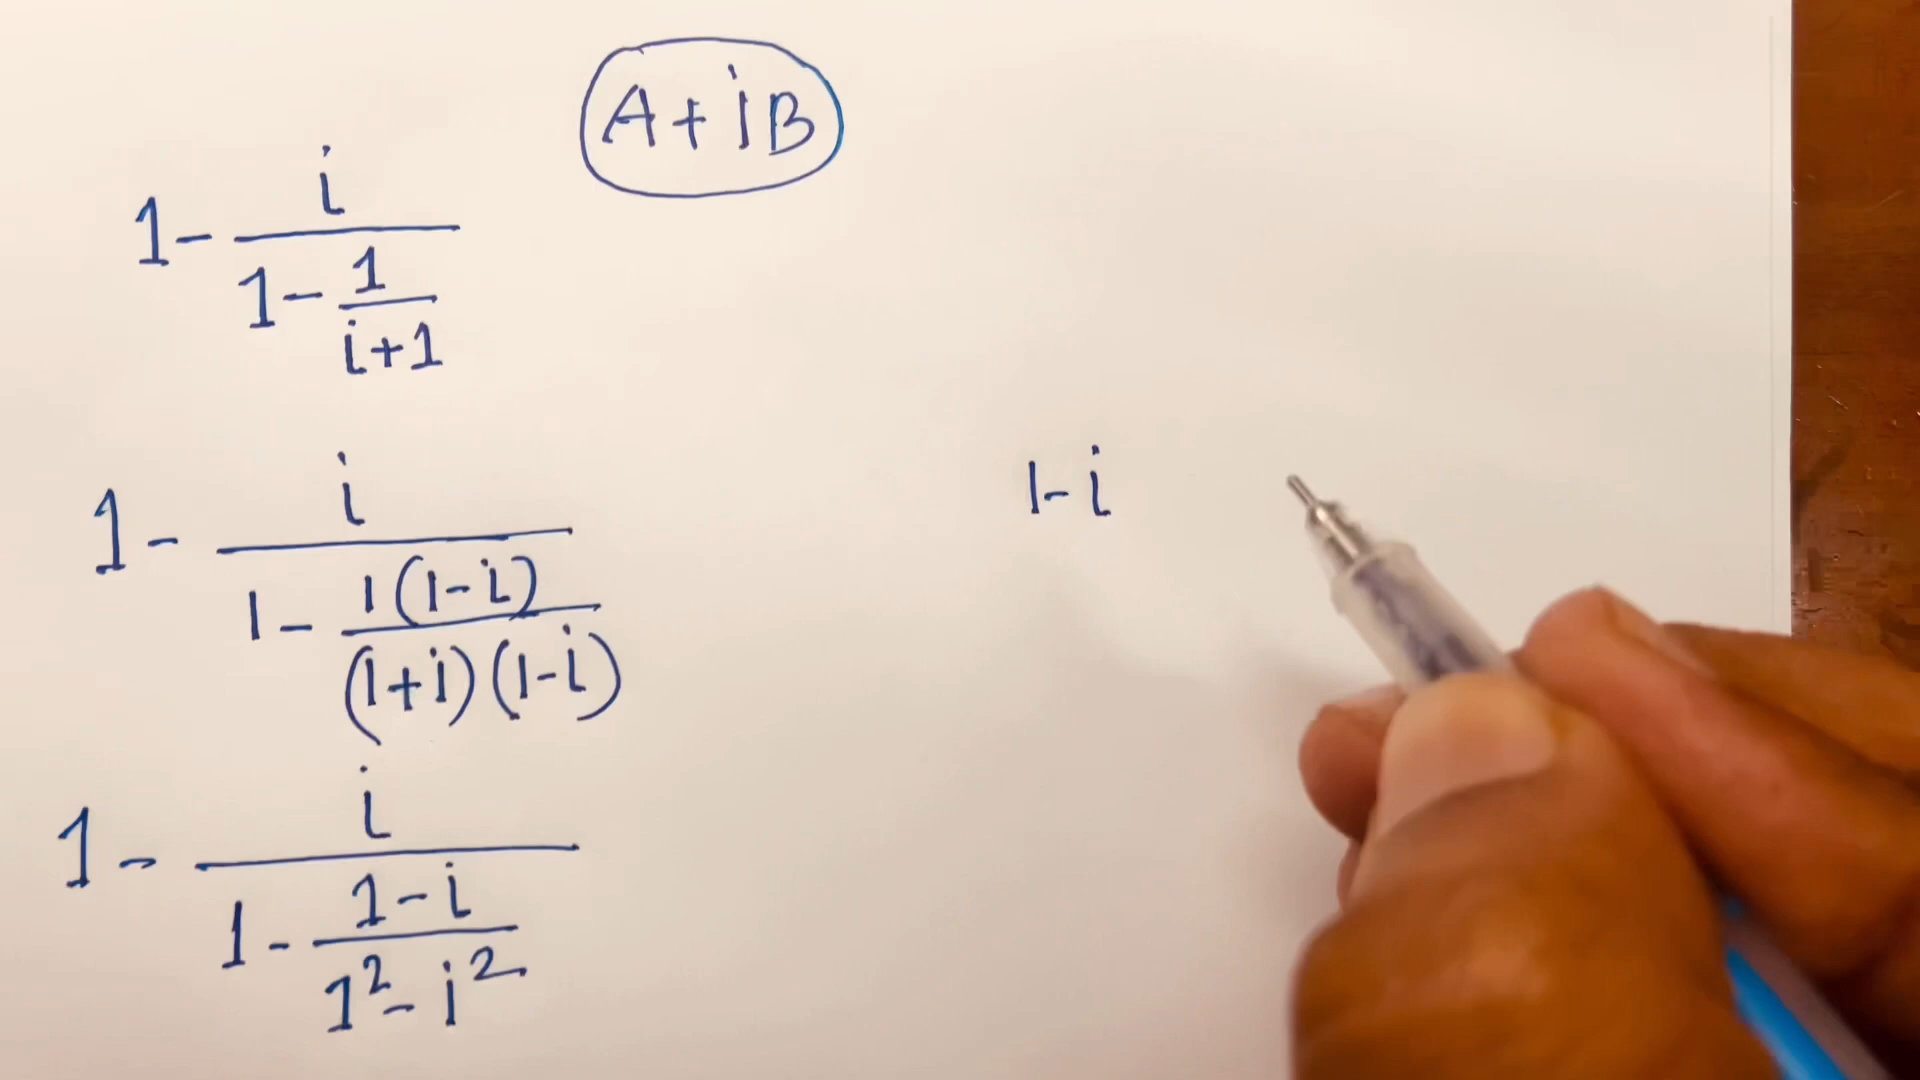 A+iB
1- i
1- 1
i+1
1- i
1- 1(1-i)
(1+i)(1-i)
1- i
1- 1-i
1²-i²
1-i